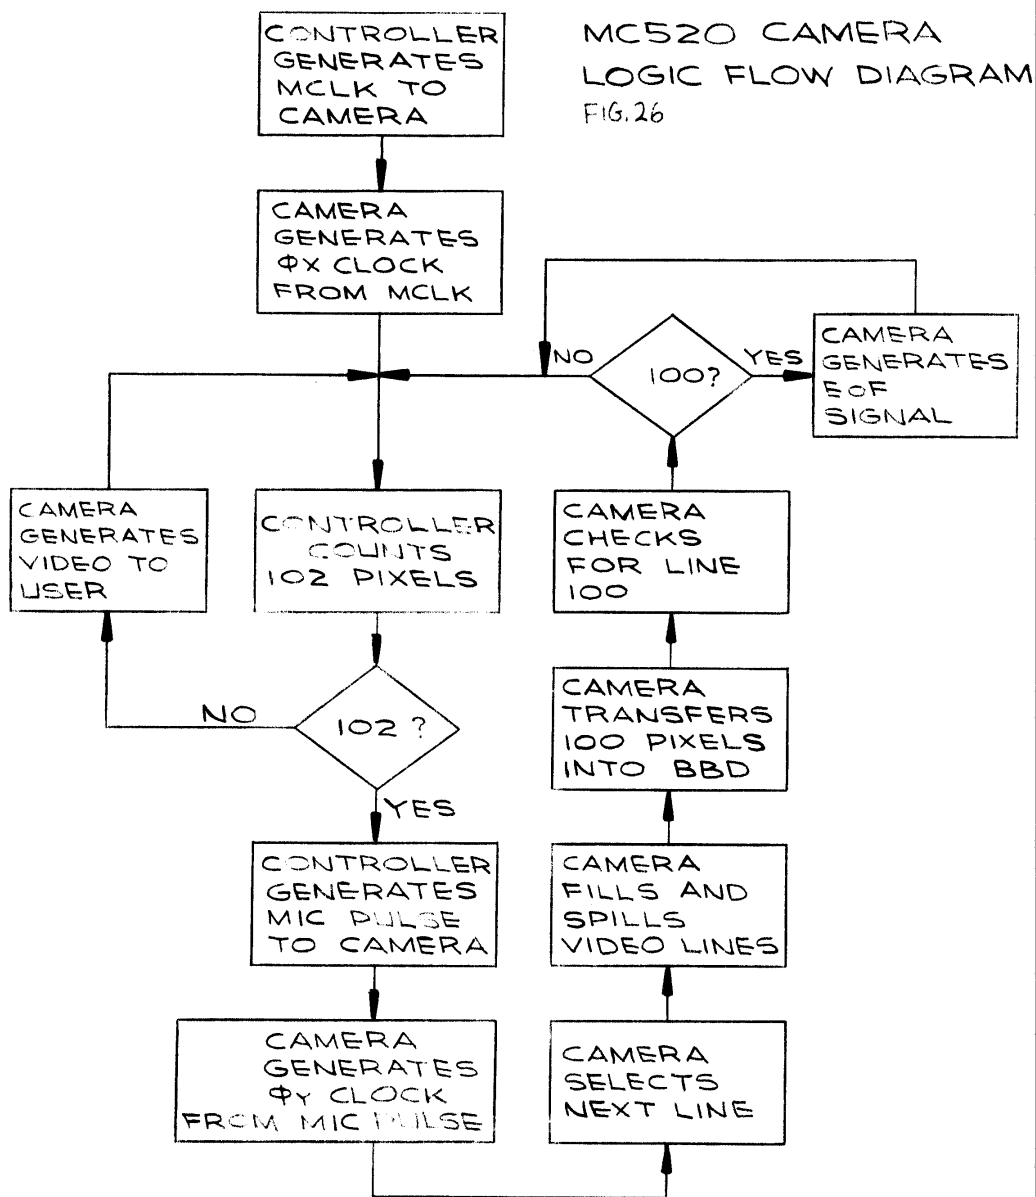 MC520 CAMERA
LOGIC FLOW DIAGRAM
FIG. 26
CONTROLLER
GENERATES
MCLK TO
CAMERA
CAMERA
GENERATES
ΦX CLOCK
FROM MCLK
CONTROLLER
COUNTS
102 PIXELS
102 ?
NO
CAMERA
GENERATES
VIDEO TO
USER
YES
CONTROLLER
GENERATES
MIC PULSE
TO CAMERA
CAMERA
GENERATES
ΦY CLOCK
FROM MIC PULSE
CAMERA
SELECTS
NEXT LINE
CAMERA
FILLS AND
SPILLS
VIDEO LINES
CAMERA
TRANSFERS
100 PIXELS
INTO BBD
CAMERA
CHECKS
FOR LINE
100
100?
NO
YES
CAMERA
GENERATES
EOF
SIGNAL